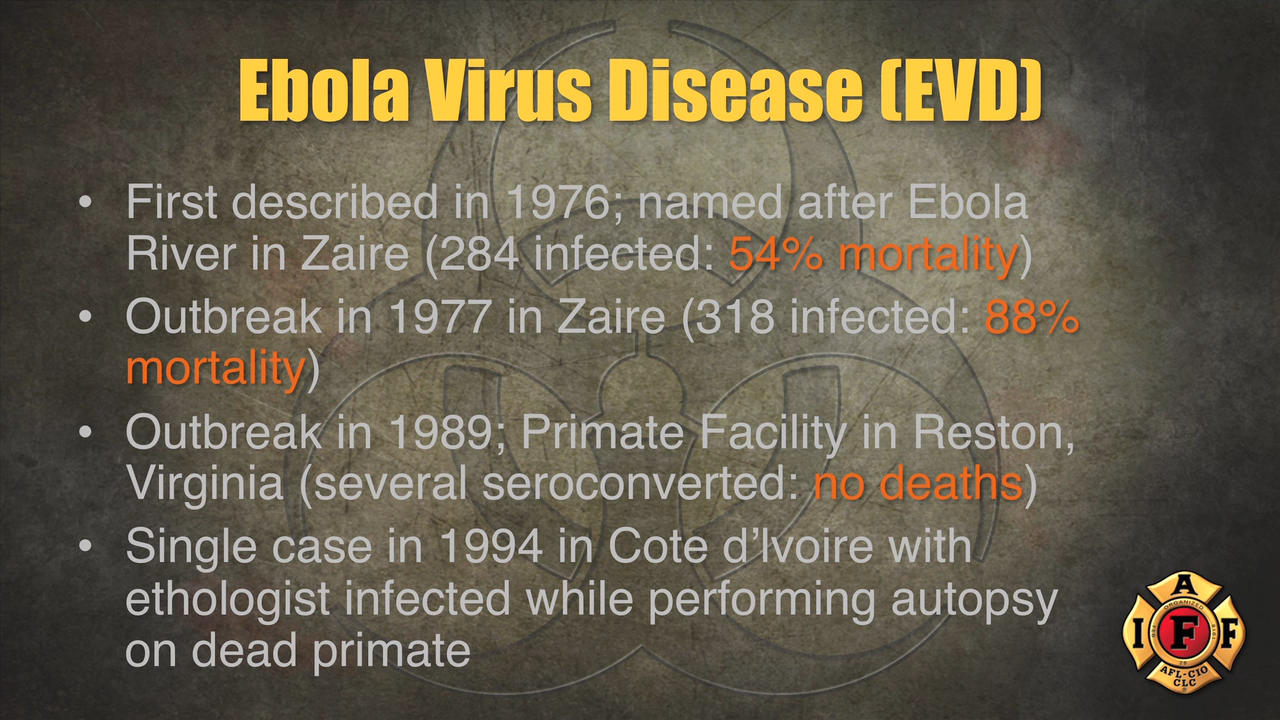 Ebola Virus Disease (EVD)
• First described in 1976; named after Ebola
River in Zaire (284 infected: 54% mortality)
• Outbreak in 1977 in Zaire (318 infected: 88%
mortality)
• Outbreak in 1989; Primate Facility in Reston,
Virginia (several seroconverted: no deaths)
• Single case in 1994 in Cote d’Ivoire with
ethologist infected while performing autopsy
on dead primate
A
ORGANIZED
I F F
AFL-CIO
CLC